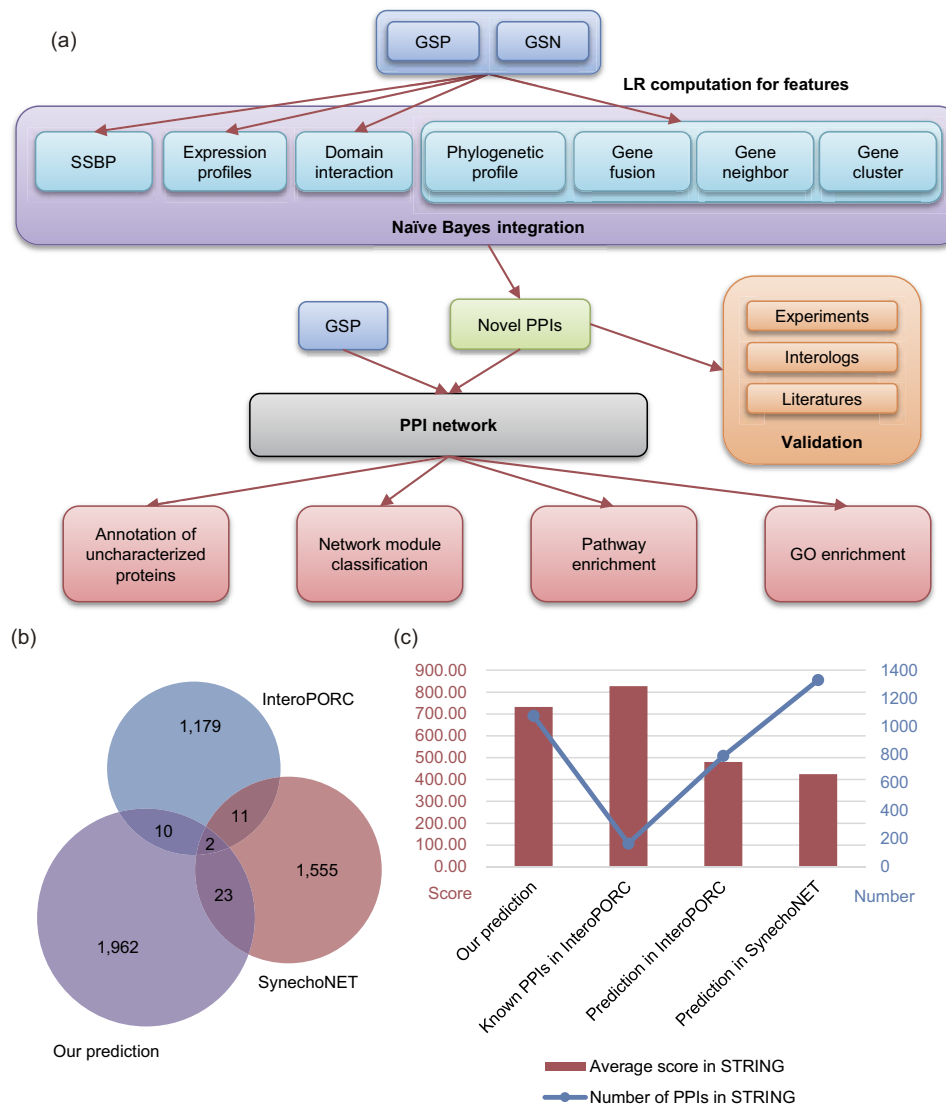 (a)
GSP
GSN
LR computation for features
SSBP
Expression
profiles
Domain
interaction
Phylogenetic
profile
Gene
fusion
Gene
neighbor
Gene
cluster
Naïve Bayes integration
GSP
Novel PPIs
Experiments
Interologs
Literatures
Validation
PPI network
Annotation of
uncharacterized
proteins
Network module
classification
Pathway
enrichment
GO enrichment
(b)
InteroPORC
1,179
10
11
2
23
1,555
1,962
SynechoNET
Our prediction
(c)
900.00
800.00
700.00
600.00
500.00
400.00
300.00
200.00
100.00
0.00
Score
1400
1200
1000
800
600
400
200
0
Number
Our prediction
Known PPIs in InteroPORC
Prediction in InteroPORC
Prediction in SynechoNET
Average score in STRING
Number of PPIs in STRING